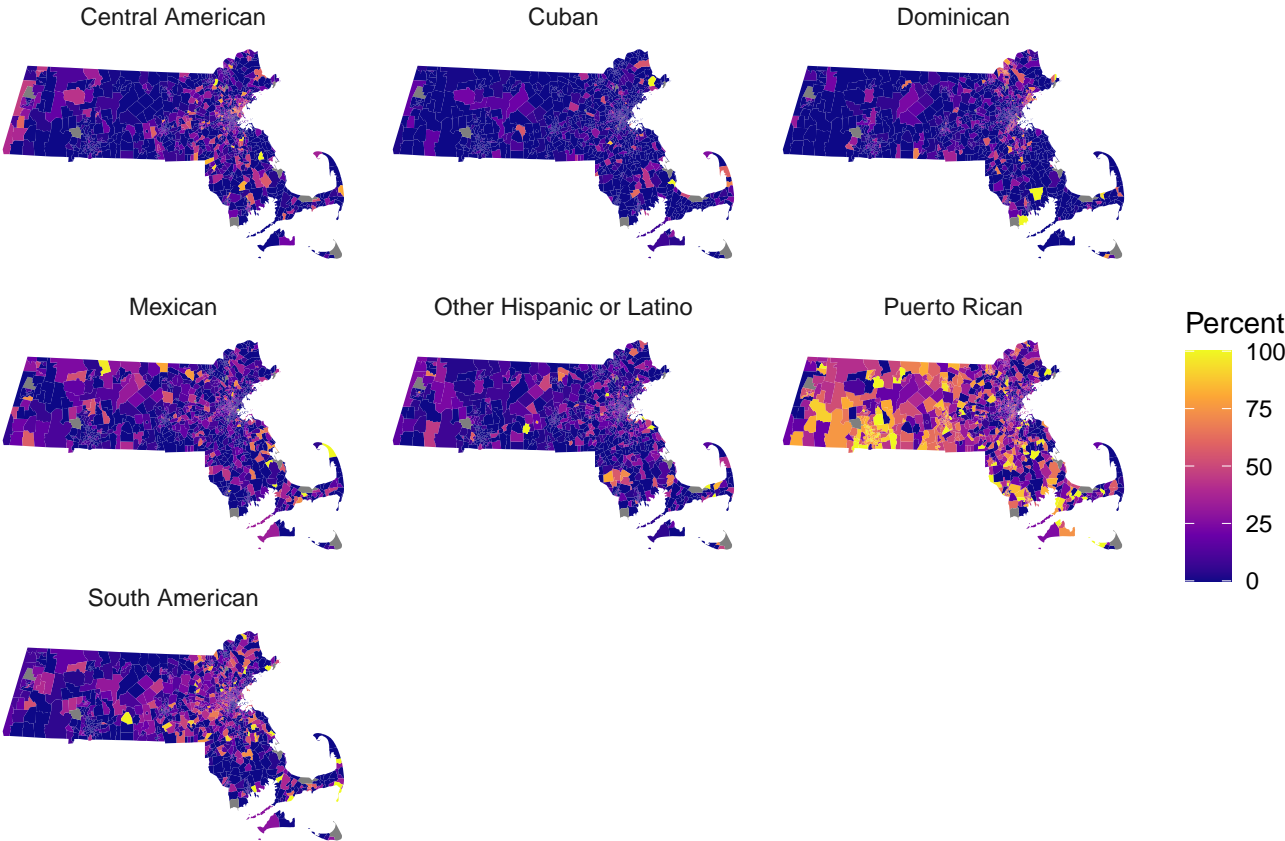 Central American
Cuban
Dominican
Mexican
Other Hispanic or Latino
Puerto Rican
South American
Percent
100
75
50
25
0